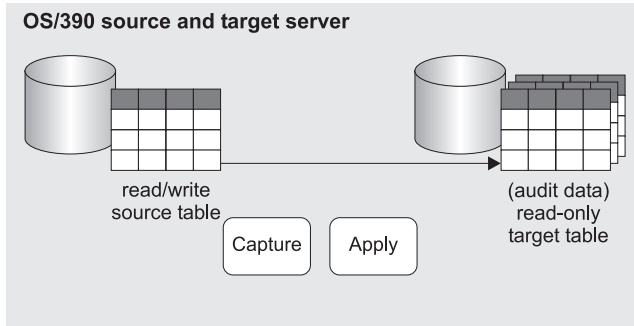 OS/390 source and target server
read/write
source table
(audit data)
read-only
target table
Capture
Apply